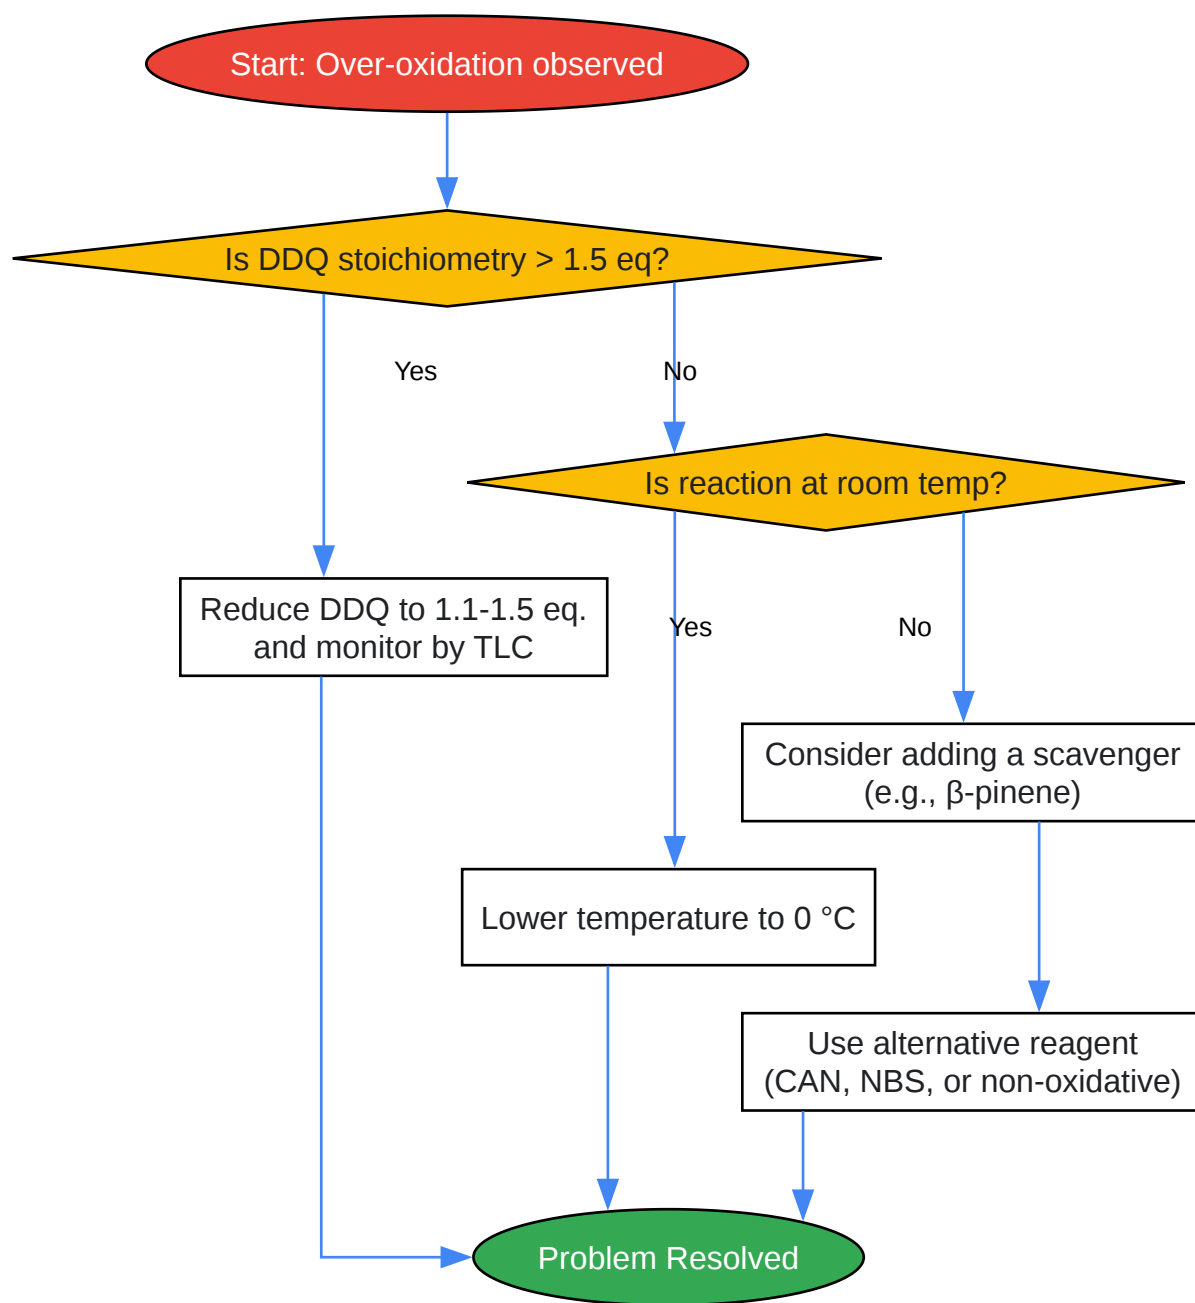 Start: Over-oxidation observed
Is DDQ stoichiometry > 1.5 eq?
Yes
No
Is reaction at room temp?
Reduce DDQ to 1.1-1.5 eq.
and monitor by TLC
Yes
No
Consider adding a scavenger
(e.g., β-pinene)
Lower temperature to 0 °C
Use alternative reagent
(CAN, NBS, or non-oxidative)
Problem Resolved